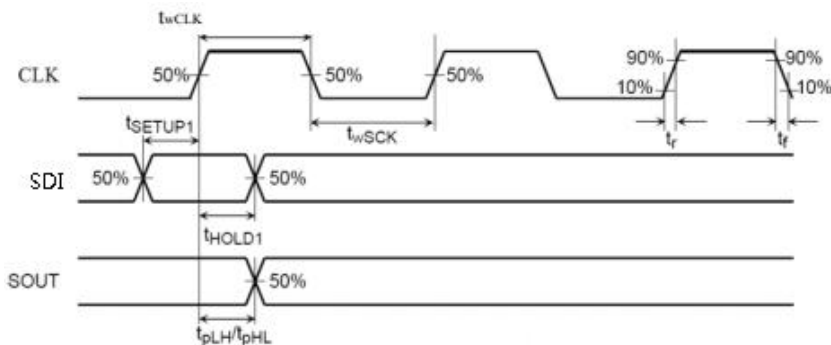 twCLK
CLK 50% 50% 50% 90% 90%
10% 10%
tSETUP1 twSCK tr tf
SDI 50% 50%
tHOLD1
SOUT 50%
tpLH/tpHL